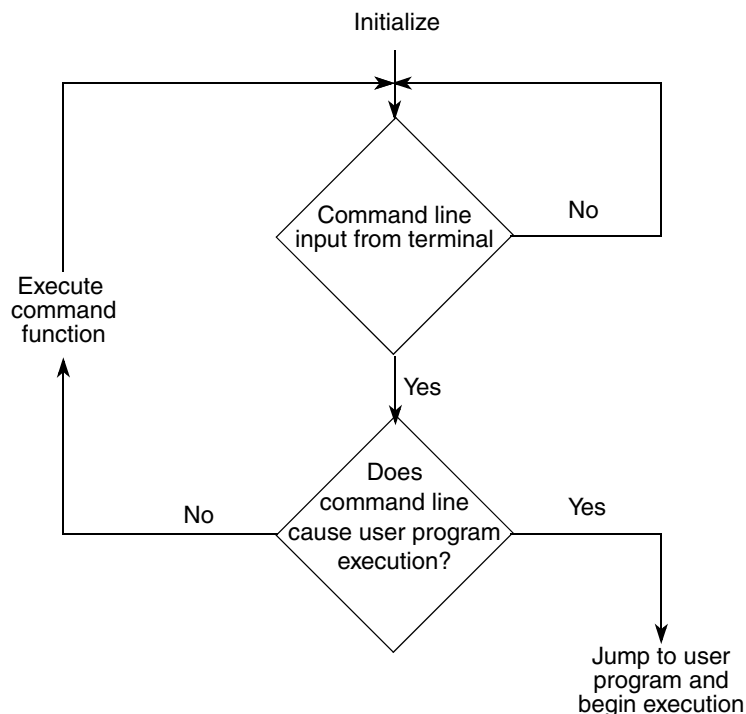 Initialize
Command line
input from terminal
No
Execute
command
function
Yes
Does
command line
cause user program
execution?
No
Yes
Jump to user
program and
begin execution